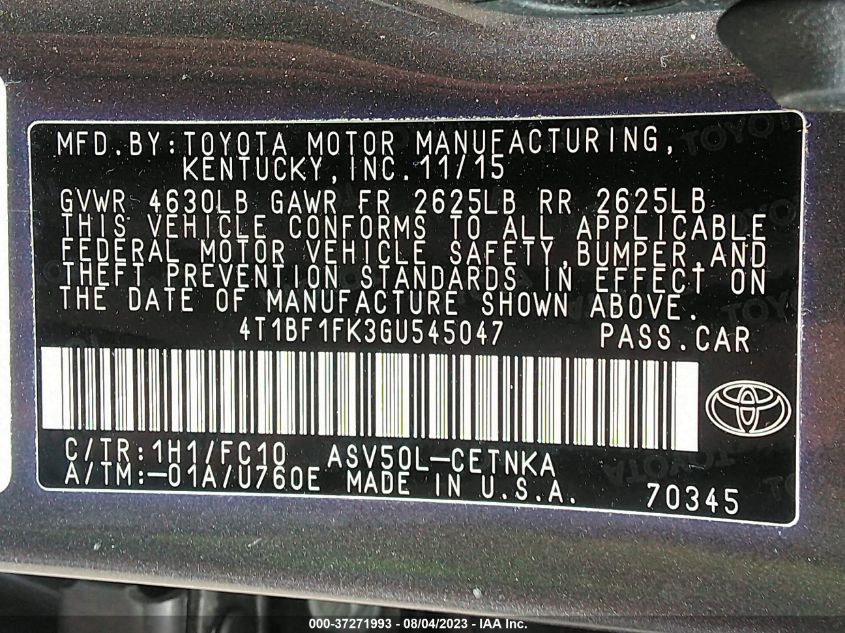 MFD.BY:TOYOTA MOTOR MANUFACTURING,
KENTUCKY,INC.11/15
GVWR 4630LB GAWR FR 2625LB RR 2625LB
THIS VEHICLE CONFORMS TO ALL APPLICABLE
FEDERAL MOTOR VEHICLE SAFETY,BUMPER,AND
THEFT PREVENTION STANDARDS IN EFFECT ON
THE DATE OF MANUFACTURE SHOWN ABOVE.
4T1BF1FK3GU545047 PASS.CAR
C/TR:1H1/FC10 ASV50L-CETNKA
A/TM:-01A/U760E MADE IN U.S.A. 70345
000-37271993 - 08/04/2023 - IAA Inc.